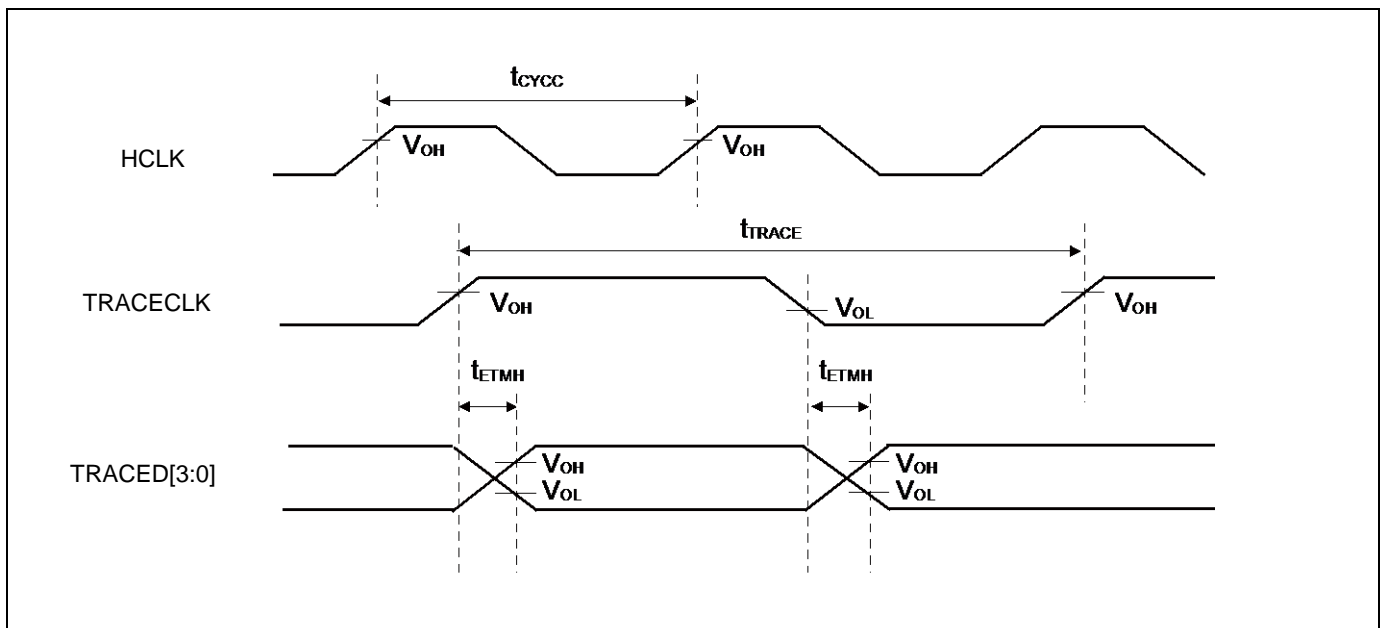 tCYCC
HCLK
VOH
VOH
tTRACE
TRACECLK
VOH
VOL
VOH
tETMH
tETMH
TRACED[3:0]
VOH
VOL
VOH
VOL